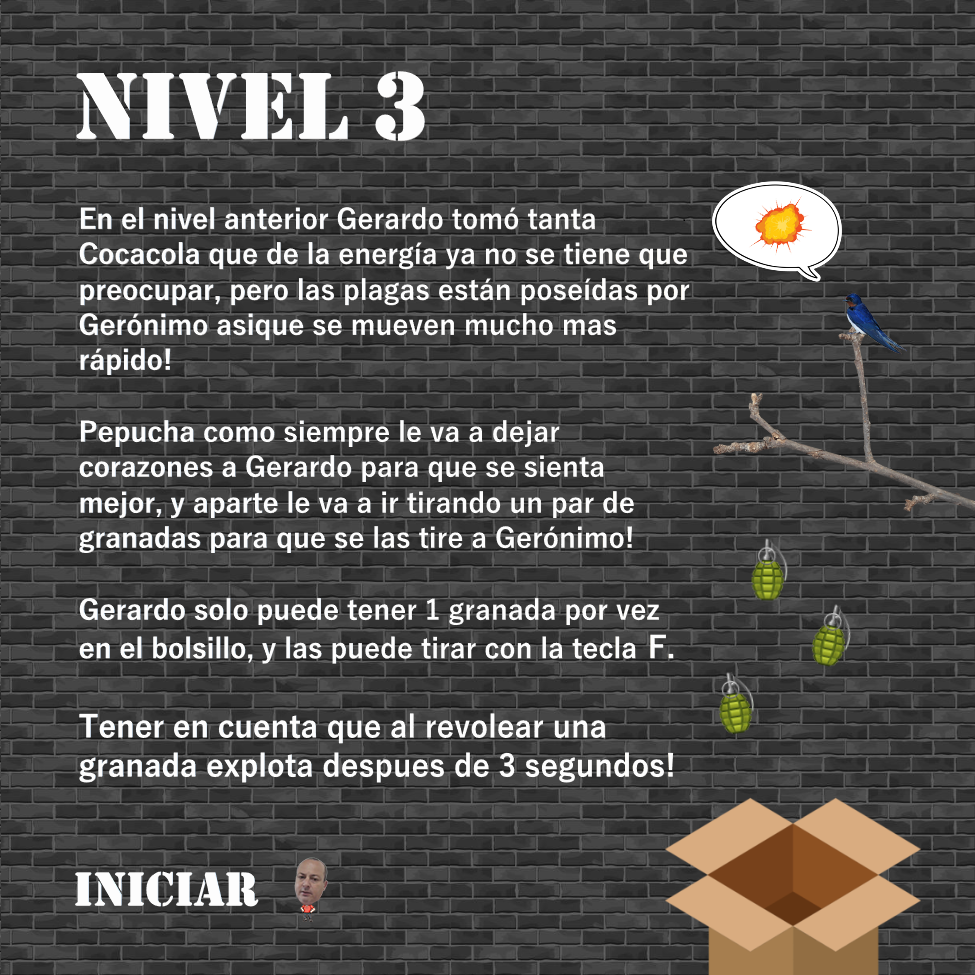 NIVEL 3
En el nivel anterior Gerardo tomó tanta
Cocacola que de la energía ya no se tiene que
preocupar, pero las plagas están poseídas por
Gerónimo asique se mueven mucho mas
rápido!
Pepucha como siempre le va a dejar
corazones a Gerardo para que se sienta
mejor, y aparte le va a ir tirando un par de
granadas para que se las tire a Gerónimo!
Gerardo solo puede tener 1 granada por vez
en el bolsillo, y las puede tirar con la tecla F.
Tener en cuenta que al revolear una
granada explota despues de 3 segundos!
INICIAR